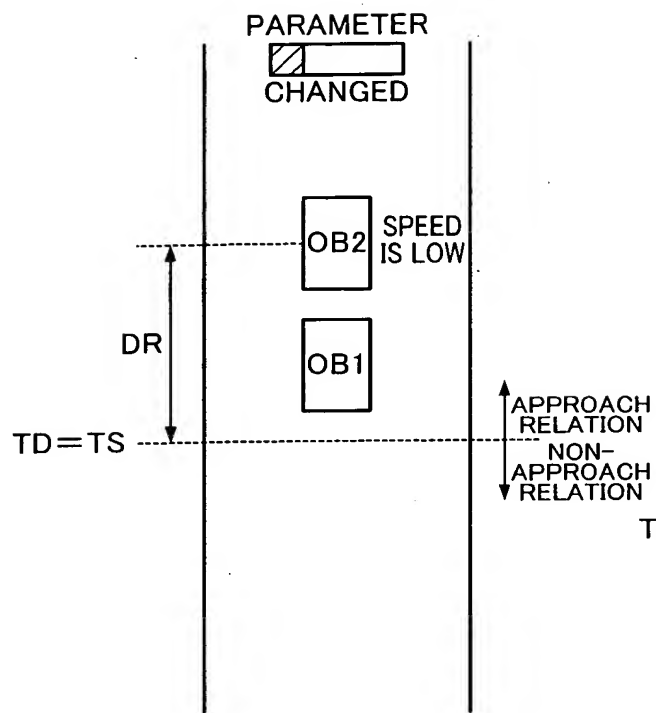 PARAMETER
CHANGED
OB2
SPEED
IS LOW
DR
OB1
APPROACH
RELATION
TD=TS
NON-
APPROACH
RELATION
T